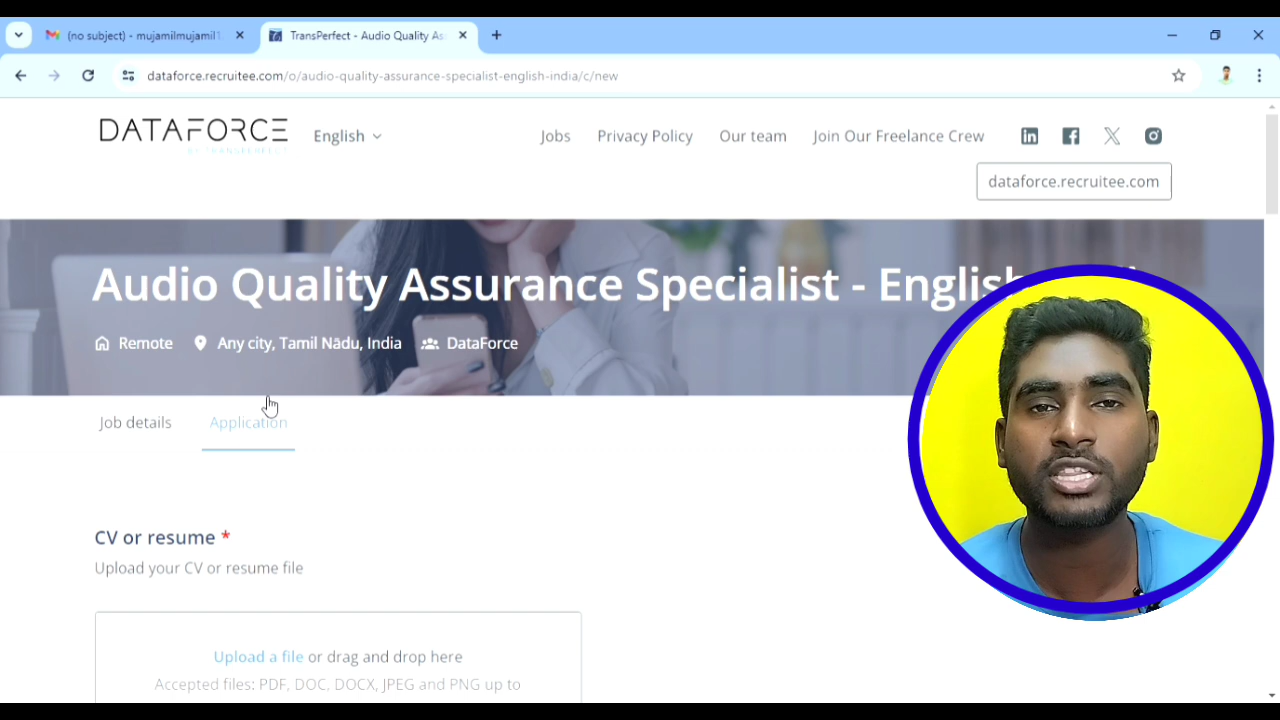 (no subject) - mujamilmujamil
TransPerfect - Audio Quality As
dataforce.recruitee.com/o/audio-quality-assurance-specialist-english-india/c/new
DATAFORCE
BY TRANSPERFECT
English
Jobs
Privacy Policy
Our team
Join Our Freelance Crew
dataforce.recruitee.com
Audio Quality Assurance Specialist - English
Remote
Any city, Tamil Nādu, India
DataForce
Job details
Application
CV or resume *
Upload your CV or resume file
Upload a file or drag and drop here
Accepted files: PDF, DOC, DOCX, JPEG and PNG up to